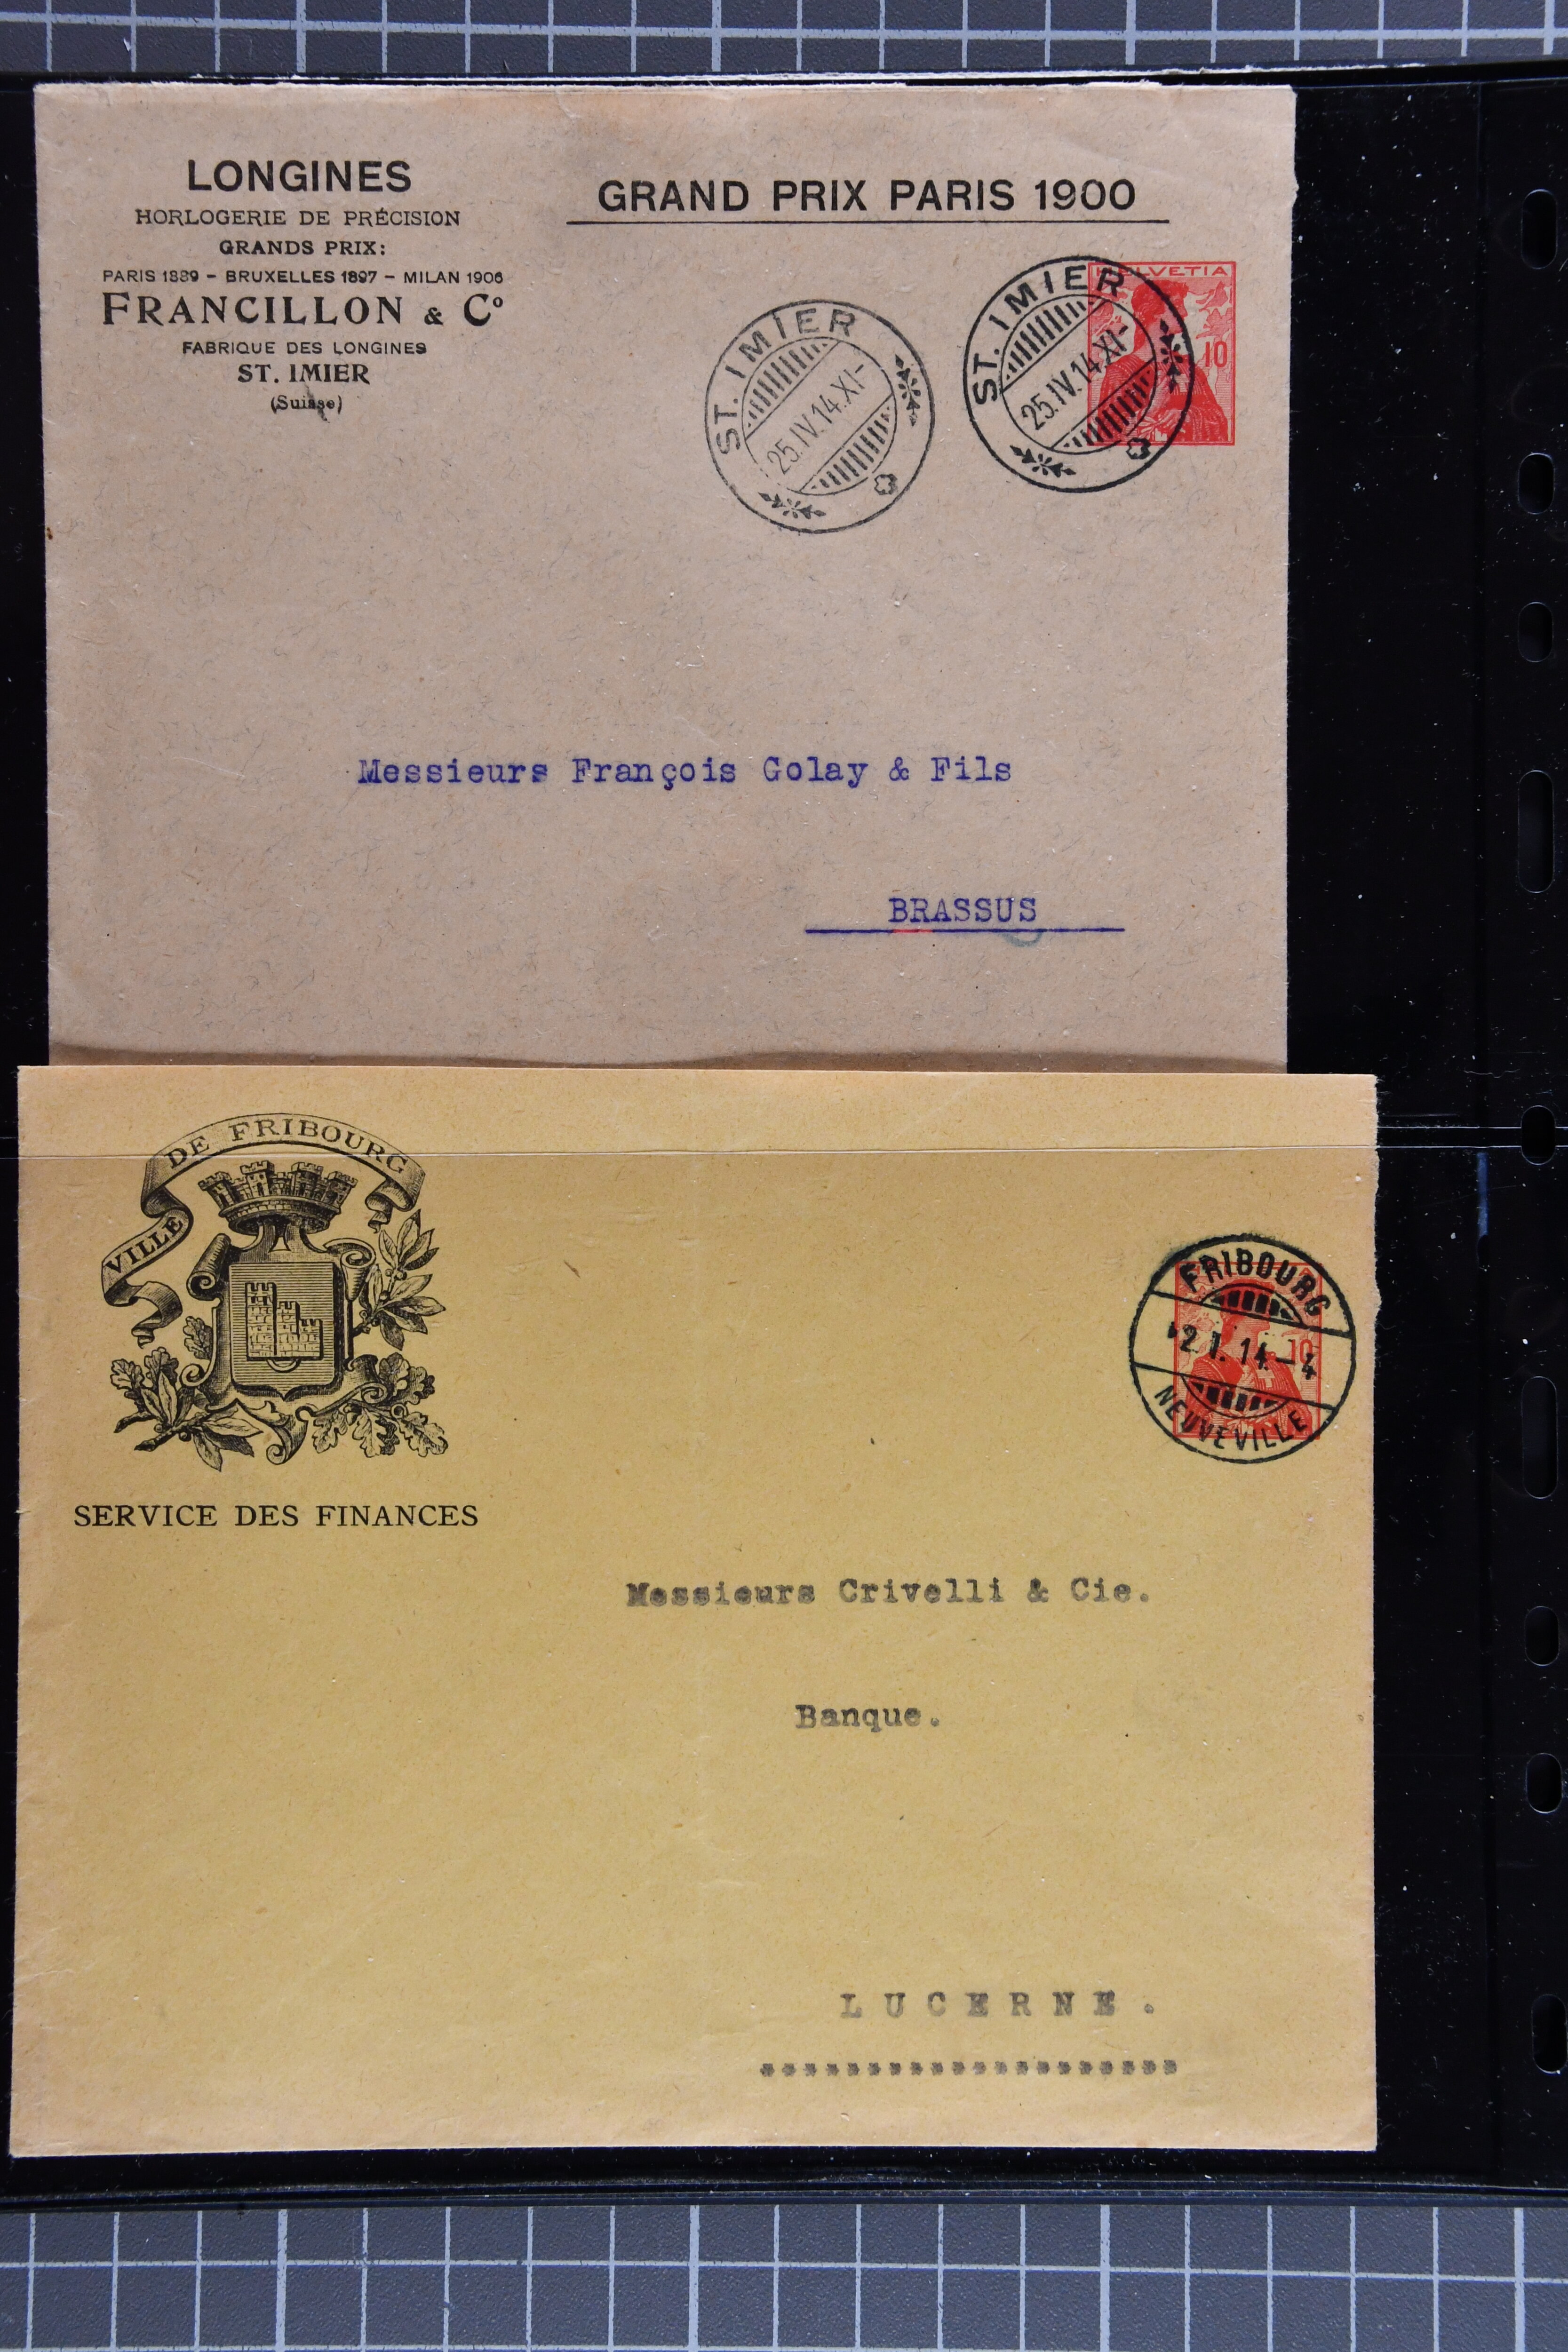 LONGINES
HORLOGERIE DE PRÉCISION
GRANDS PRIX:
PARIS 1889 - BRUXELLES 1897 - MILAN 1906
FRANCILLON & Cº
FABRIQUE DES LONGINES
ST. IMIER
(Suisse)
GRAND PRIX PARIS 1900
ST. IMIER
25.IV.14.XI-
ST. IMIER
25.IV.14.XI-
HELVETIA
10
Messieurs François Golay & Fils
BRASSUS
VILLE DE FRIBOURG
SERVICE DES FINANCES
FRIBOURG
2.I.14.-4
NEUVEVILLE
10
Messieurs Crivelli & Cie.
Banque.
LUCERNE.